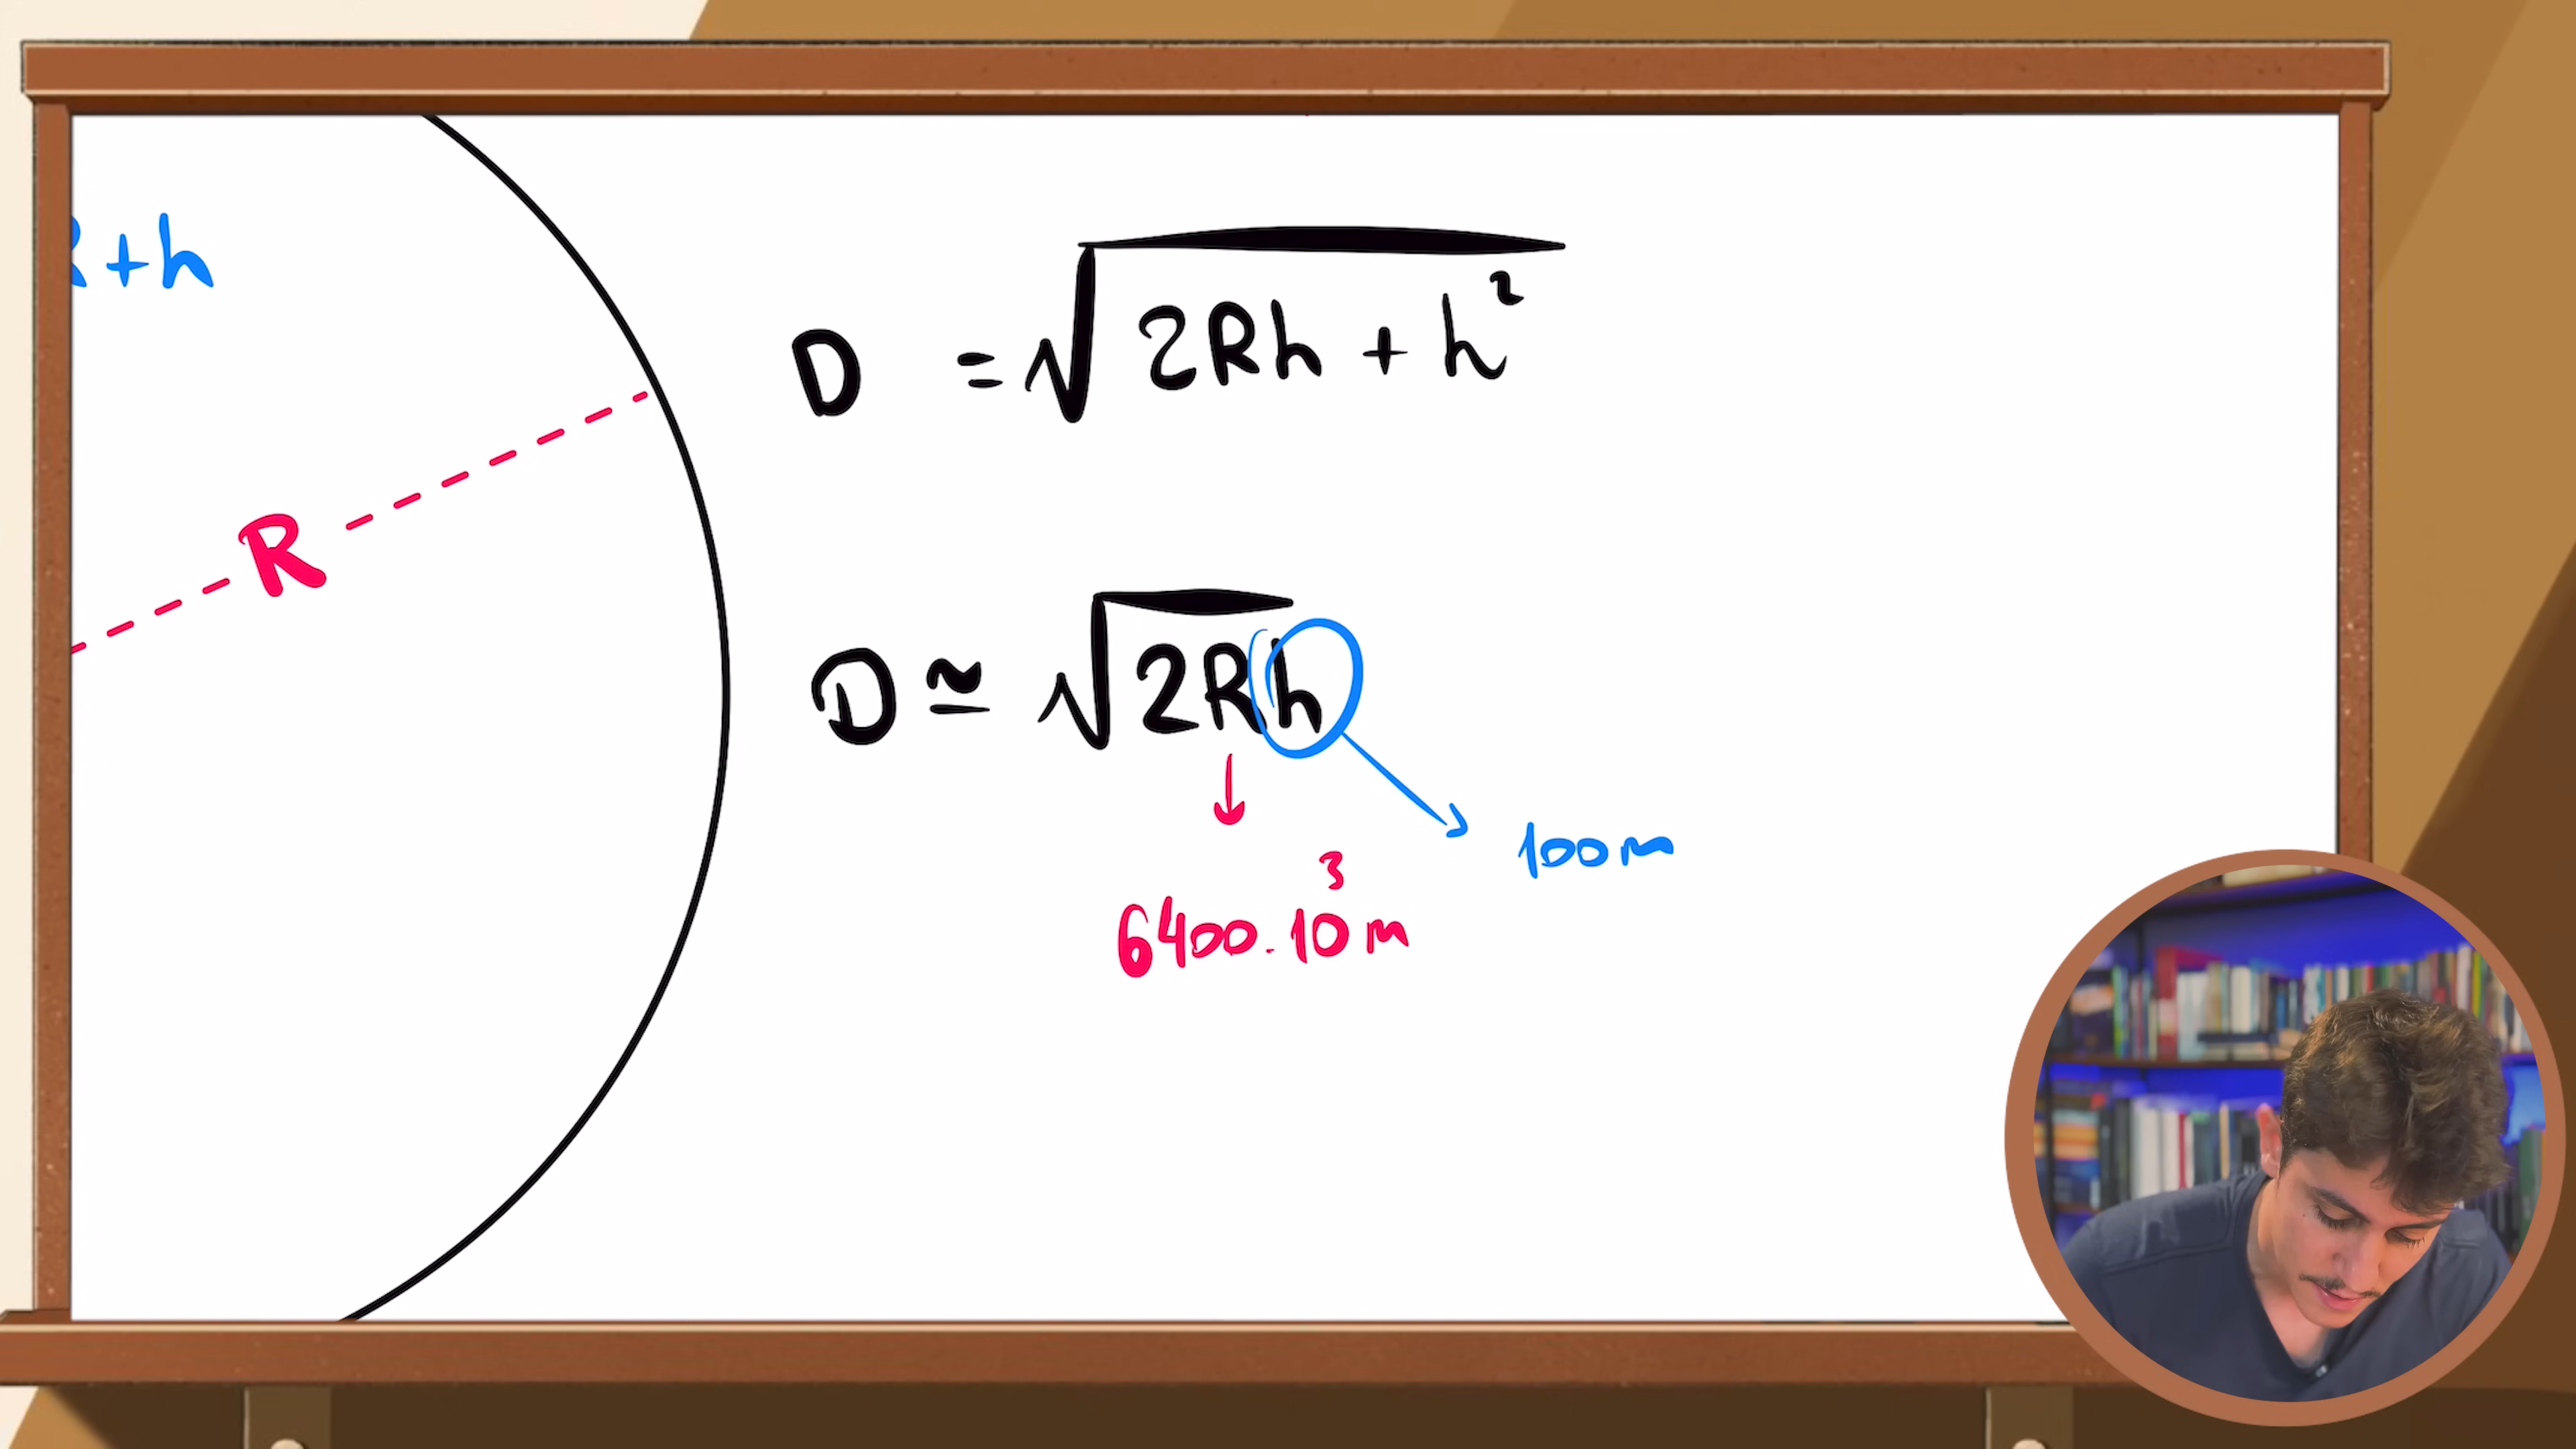 +h
R
D = √2Rh + h²
D ≅ √2Rh
100m
6400.10³ m